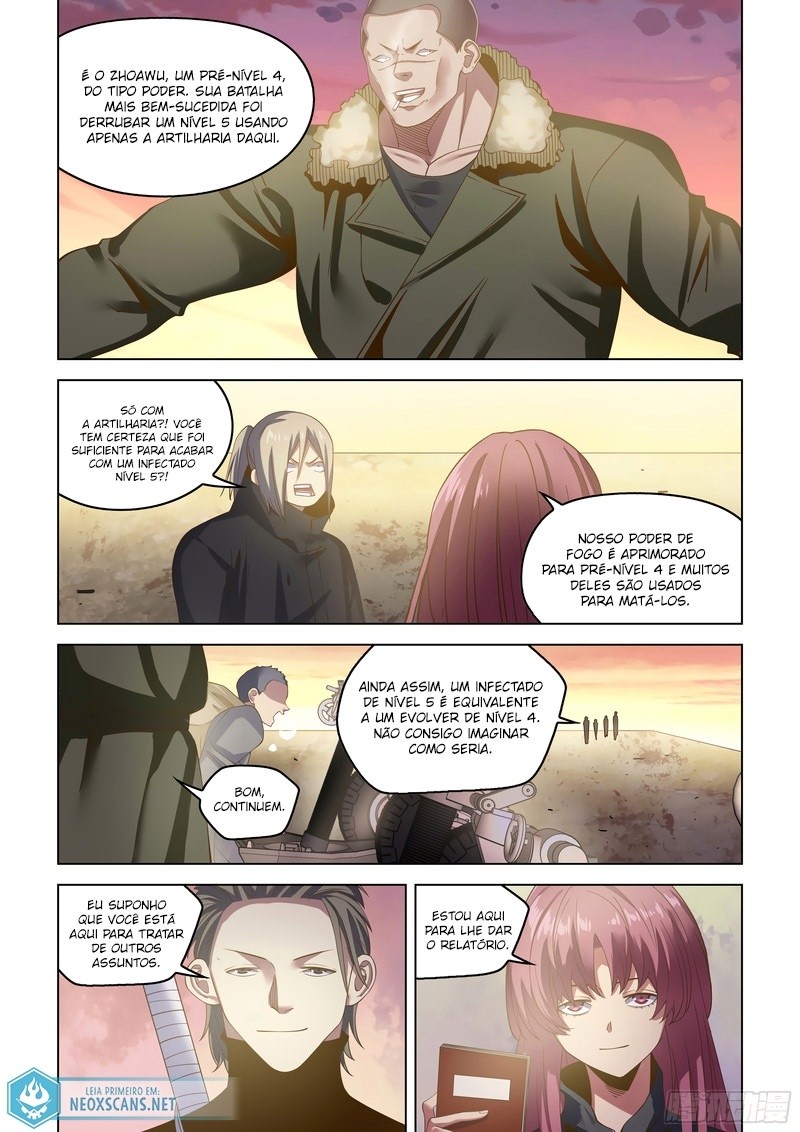 É O ZHOAWU, UM PRÉ-NÍVEL 4,
DO TIPO PODER. SUA BATALHA
MAIS BEM-SUCEDIDA FOI
DERRUBAR UM NÍVEL 5 USANDO
APENAS A ARTILHARIA DAQUI.
SÓ COM
A ARTILHARIA?! VOCÊ
TEM CERTEZA QUE FOI
SUFICIENTE PARA ACABAR
COM UM INFECTADO
NÍVEL 5?!
NOSSO PODER DE
FOGO É APRIMORADO
PARA PRÉ-NÍVEL 4 E MUITOS
DELES SÃO USADOS
PARA MATÁ-LOS.
AINDA ASSIM, UM INFECTADO
DE NÍVEL 5 É EQUIVALENTE
A UM EVOLVER DE NÍVEL 4.
NÃO CONSIGO IMAGINAR
COMO SERIA.
BOM,
CONTINUEM.
EU SUPONHO
QUE VOCÊ ESTÁ
AQUI PARA TRATAR
DE OUTROS
ASSUNTOS.
ESTOU AQUI
PARA LHE DAR
O RELATÓRIO.
LEIA PRIMEIRO EM:
NEOXSCANS.NET
腾讯动漫